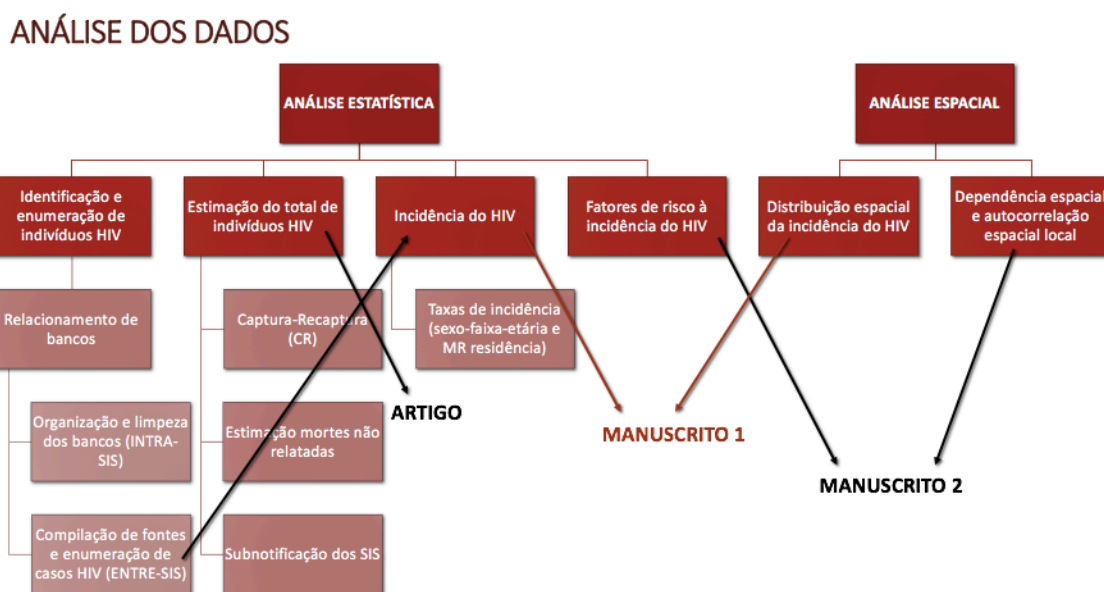 ANÁLISE DOS DADOS
ANÁLISE ESTATÍSTICA
ANÁLISE ESPACIAL
Identificação e
enumeração de
indivíduos HIV
Estimação do total de
indivíduos HIV
Incidência do HIV
Fatores de risco à
incidência do HIV
Distribuição espacial
da incidência do HIV
Dependência espacial
e autocorrelação
espacial local
Relacionamento de
bancos
Captura-Recaptura
(CR)
Taxas de incidência
(sexo-faixa-etária e
MR residência)
ARTIGO
MANUSCRITO 1
MANUSCRITO 2
Organização e limpeza
dos bancos (INTRA-
SIS)
Estimação mortes não
relatadas
Compilação de fontes
e enumeração de
casos HIV (ENTRE-SIS)
Subnotificação dos SIS